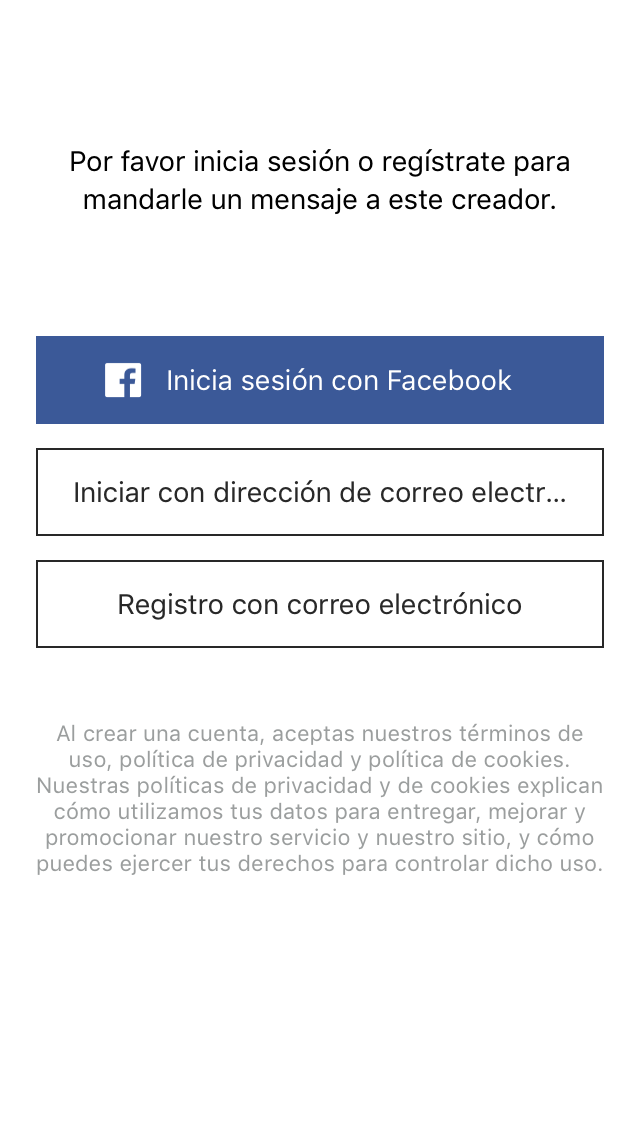 Por favor inicia sesión o regístrate para
mandarle un mensaje a este creador.
Inicia sesión con Facebook
Iniciar con dirección de correo electr...
Registro con correo electrónico
Al crear una cuenta, aceptas nuestros términos de
uso, política de privacidad y política de cookies.
Nuestras políticas de privacidad y de cookies explican
cómo utilizamos tus datos para entregar, mejorar y
promocionar nuestro servicio y nuestro sitio, y cómo
puedes ejercer tus derechos para controlar dicho uso.